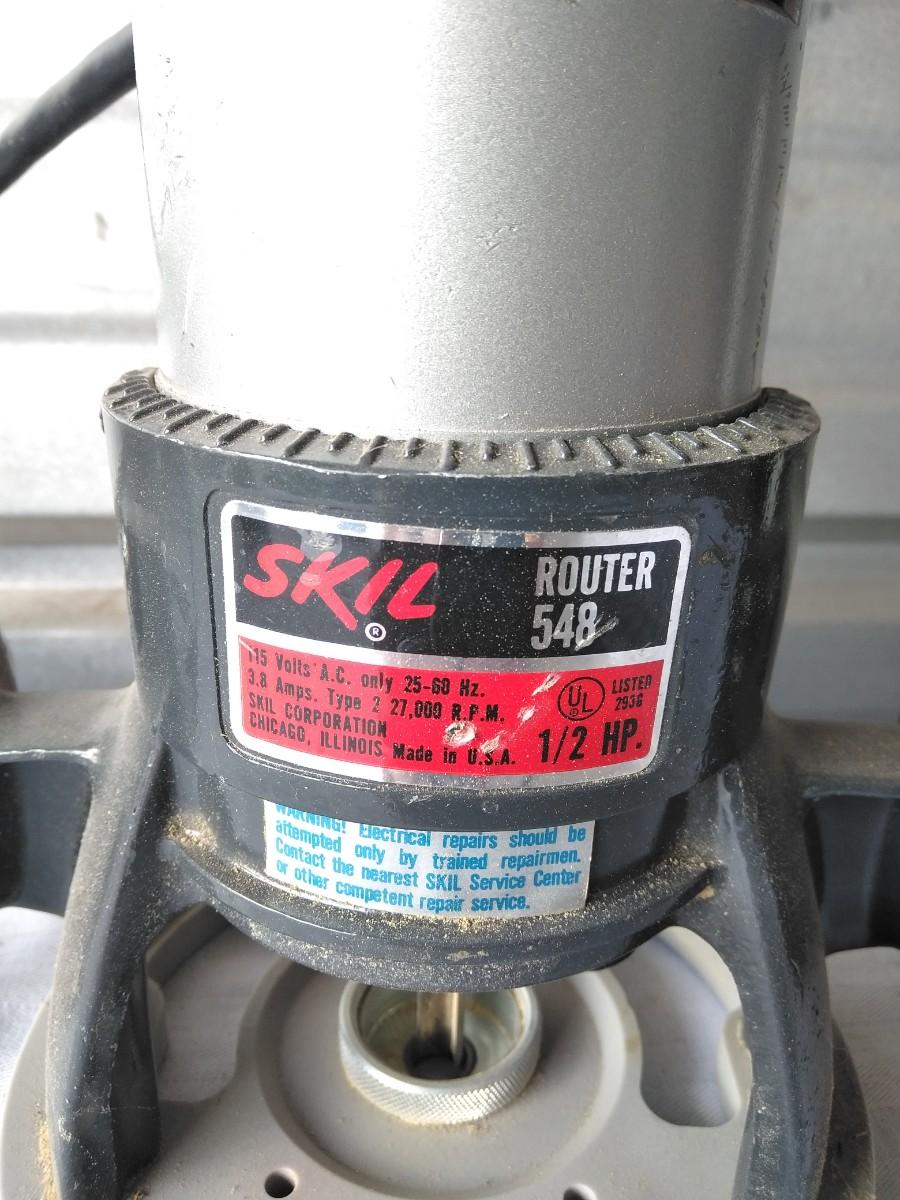 SKIL
®
ROUTER
548
115 Volts A.C. only 25-60 Hz.
3.8 Amps. Type 2 27,000 R.P.M.
SKIL CORPORATION
CHICAGO, ILLINOIS Made in U.S.A.
UL
LISTED
293G
1/2 HP.
WARNING! Electrical repairs should be
attempted only by trained repairmen.
Contact the nearest SKIL Service Center
or other competent repair service.